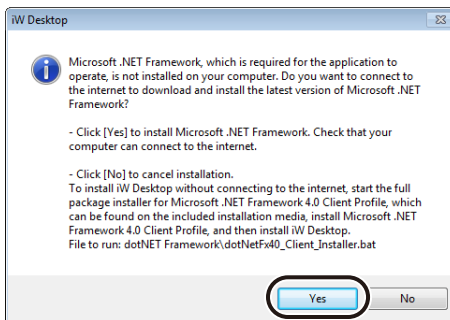 iW Desktop
Microsoft .NET Framework, which is required for the application to
operate, is not installed on your computer. Do you want to connect to
the internet to download and install the latest version of Microsoft .NET
Framework?
- Click [Yes] to install Microsoft .NET Framework. Check that your
computer can connect to the internet.
- Click [No] to cancel installation.
To install iW Desktop without connecting to the internet, start the full
package installer for Microsoft .NET Framework 4.0 Client Profile, which
can be found on the included installation media, install Microsoft .NET
Framework 4.0 Client Profile, and then install iW Desktop.
File to run: dotNET Framework\dotNetFx40_Client_Installer.bat
Yes No